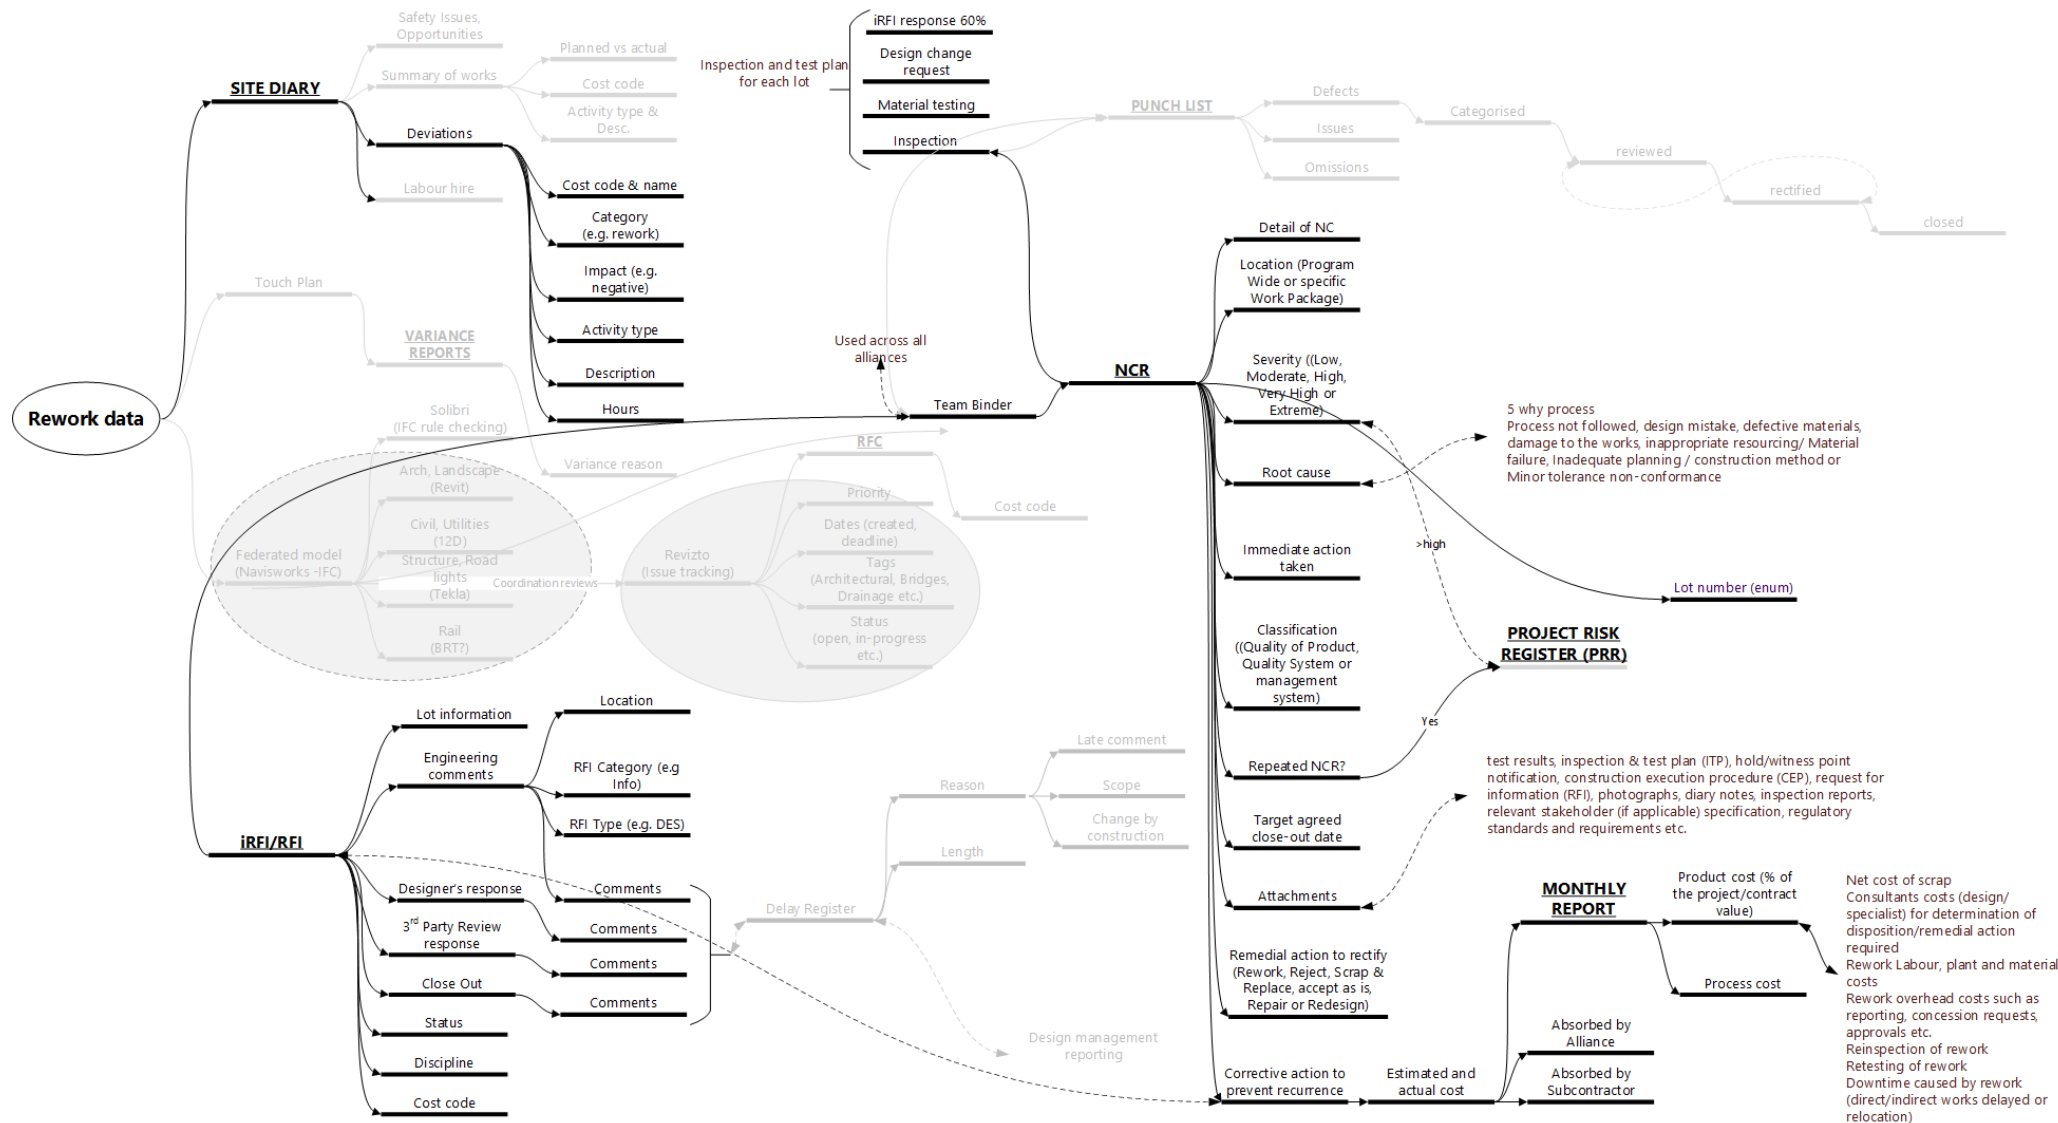 Safety Issues,
Opportunities
Summary of works
Planned vs actual
Cost code
Activity type &
Desc.
SITE DIARY
Deviations
Labour hire
Cost code & name
Category
(e.g. rework)
Impact (e.g.
negative)
Activity type
Description
Hours
Touch Plan
VARIANCE
REPORTS
Variance reason
Rework data
Solibri
(IFC rule checking)
Arch, Landscape
(Revit)
Civil, Utilities
(12D)
Federated model
(Navisworks -IFC)
Structure, Road
lights
(Tekla)
Rail
(BRT?)
Coordination reviews
Revizto
(Issue tracking)
RFC
Cost code
Priority
Dates (created,
deadline)
Tags
(Architectural, Bridges,
Drainage etc.)
Status
(open, in-progress
etc.)
Inspection and test plan
for each lot
iRFI response 60%
Design change
request
Material testing
Inspection
PUNCH LIST
Defects
Issues
Omissions
Categorised
reviewed
rectified
closed
Used across all
alliances
Team Binder
NCR
Detail of NC
Location (Program
Wide or specific
Work Package)
Severity ((Low,
Moderate, High,
Very High or
Extreme)
Root cause
5 why process
Process not followed, design mistake, defective materials,
damage to the works, inappropriate resourcing/ Material
failure, Inadequate planning / construction method or
Minor tolerance non-conformance
Immediate action
taken
>high
Lot number (enum)
Classification
((Quality of Product,
Quality System or
management
system)
PROJECT RISK
REGISTER (PRR)
Yes
Repeated NCR?
Target agreed
close-out date
Attachments
test results, inspection & test plan (ITP), hold/witness point
notification, construction execution procedure (CEP), request for
information (RFI), photographs, diary notes, inspection reports,
relevant stakeholder (if applicable) specification, regulatory
standards and requirements etc.
Remedial action to rectify
(Rework, Reject, Scrap &
Replace, accept as is,
Repair or Redesign)
Corrective action to
prevent recurrence
Estimated and
actual cost
MONTHLY
REPORT
Product cost (% of
the project/contract
value)
Process cost
Absorbed by
Alliance
Absorbed by
Subcontractor
Net cost of scrap
Consultants costs (design/
specialist) for determination of
disposition/remedial action
required
Rework Labour, plant and material
costs
Rework overhead costs such as
reporting, concession requests,
approvals etc.
Reinspection of rework
Retesting of rework
Downtime caused by rework
(direct/indirect works delayed or
relocation)
iRFI/RFI
Lot information
Engineering
comments
Location
RFI Category (e.g
Info)
RFI Type (e.g. DES)
Comments
Designer's response
Comments
3rd Party Review
response
Comments
Close Out
Comments
Status
Discipline
Cost code
Delay Register
Reason
Length
Late comment
Scope
Change by
construction
Design management
reporting